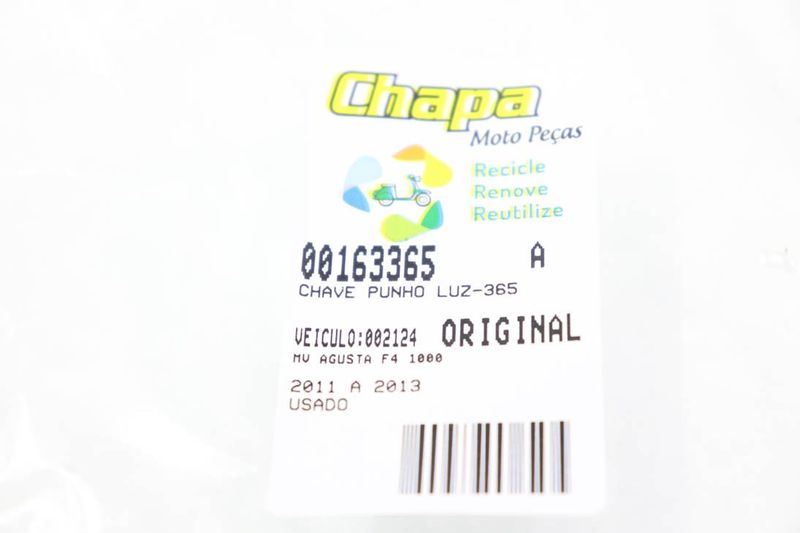 Chapa
Moto Peças
Recicle
Renove
Reutilize
00163365 A
CHAVE PUNHO LUZ-365
VEICULO:002124 ORIGINAL
MV AGUSTA F4 1000
2011 A 2013
USADO